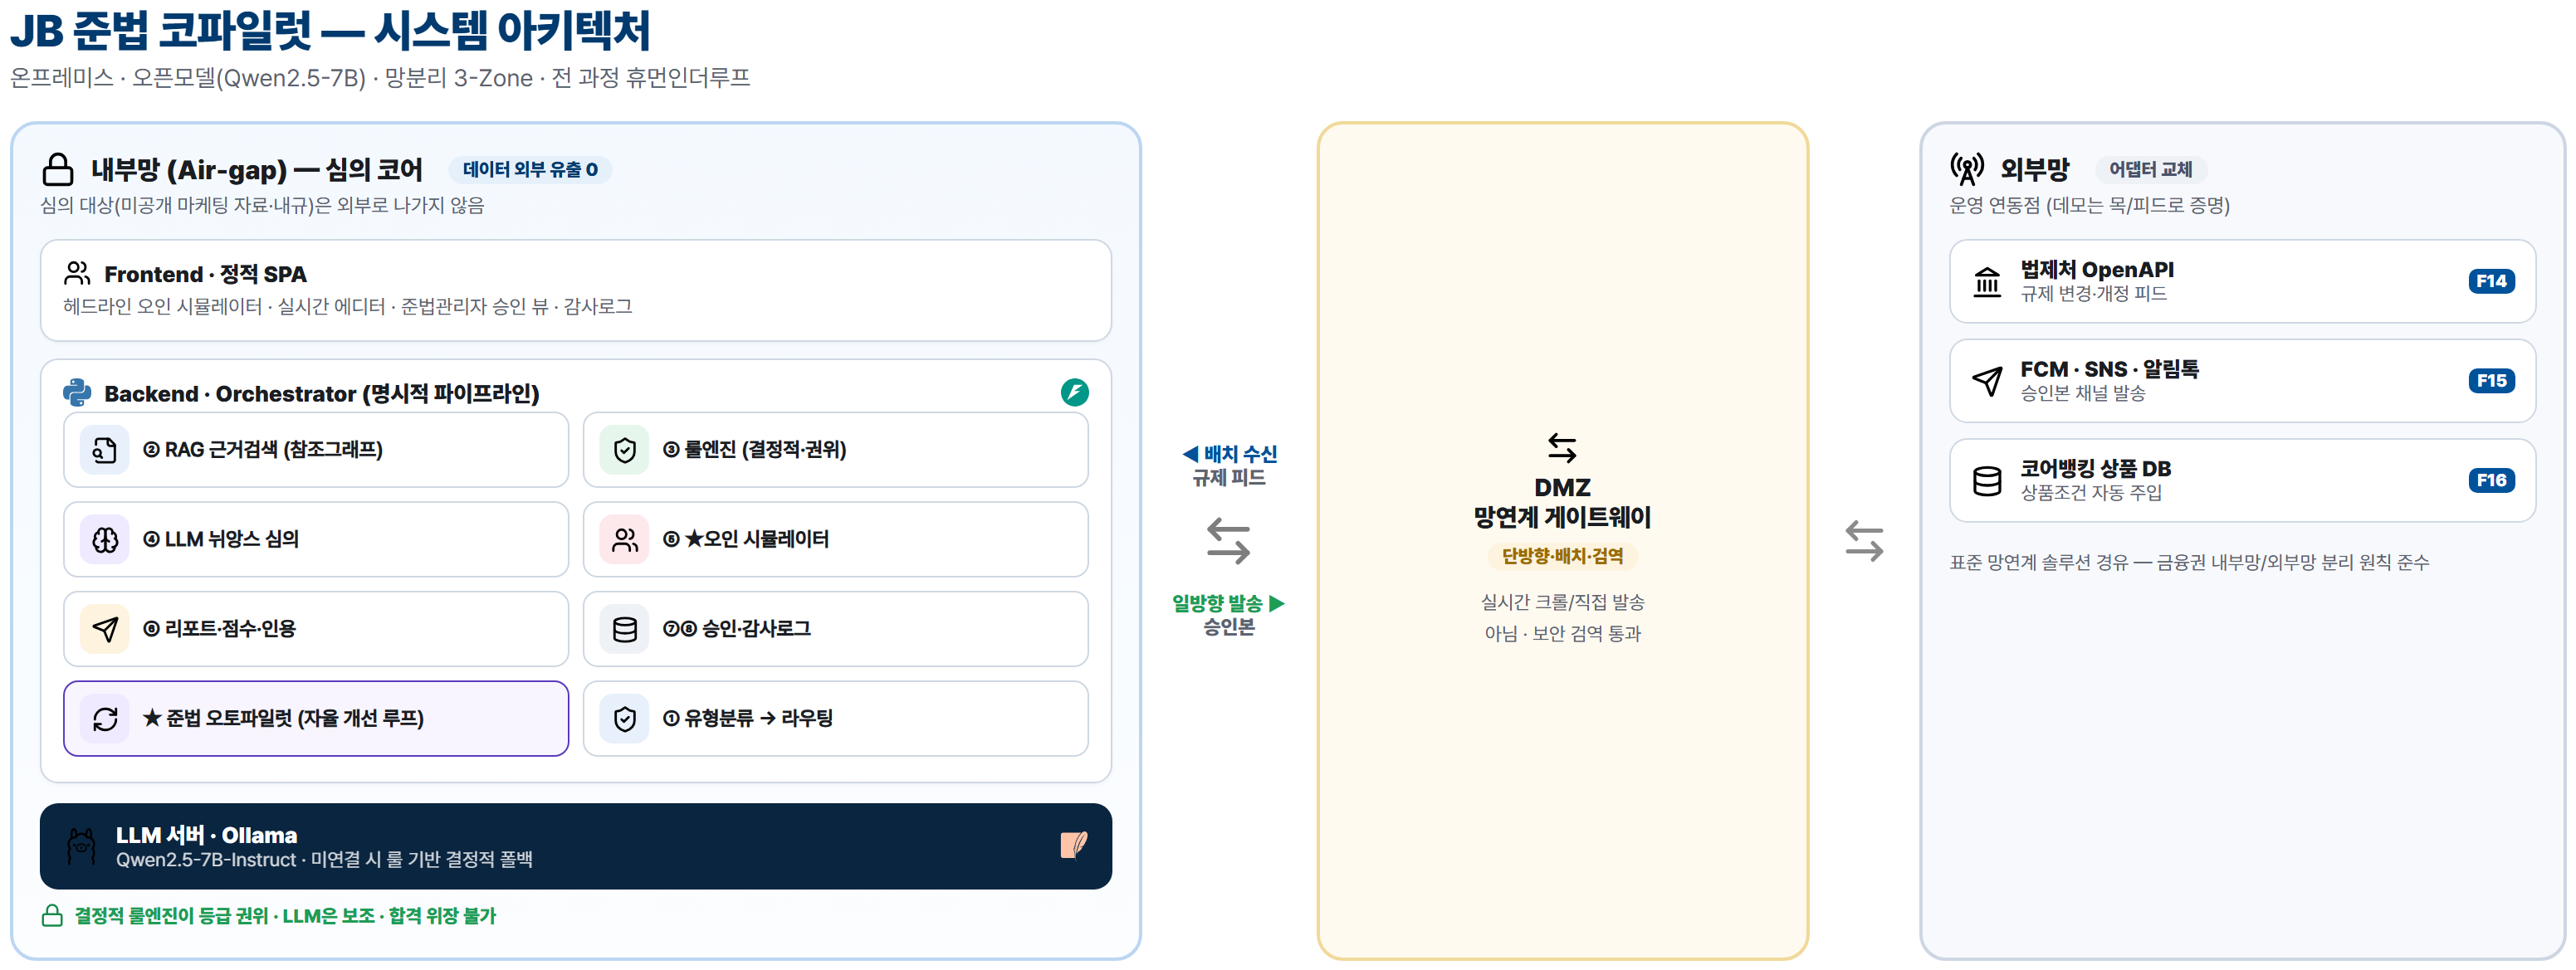 JB 준법 코파일럿 — 시스템 아키텍처
온프레미스 · 오픈모델(Qwen2.5-7B) · 망분리 3-Zone · 전 과정 휴먼인더루프
내부망 (Air-gap) — 심의 코어
데이터 외부 유출 0
심의 대상(미공개 마케팅 자료·내규)은 외부로 나가지 않음
Frontend · 정적 SPA
헤드라인 오인 시뮬레이터 · 실시간 에디터 · 준법관리자 승인 뷰 · 감사로그
Backend · Orchestrator (명시적 파이프라인)
② RAG 근거검색 (참조그래프)
③ 룰엔진 (결정적·권위)
④ LLM 뉘앙스 심의
⑤ ★오인 시뮬레이터
⑥ 리포트·점수·인용
⑦⑧ 승인·감사로그
★ 준법 오토파일럿 (자율 개선 루프)
① 유형분류 → 라우팅
LLM 서버 · Ollama
Qwen2.5-7B-Instruct · 미연결 시 룰 기반 결정적 폴백
결정적 룰엔진이 등급 권위 · LLM은 보조 · 합격 위장 불가
◀ 배치 수신
규제 피드
일방향 발송 ▶
승인본
DMZ
망연계 게이트웨이
단방향·배치·검역
실시간 크롤/직접 발송
아님 · 보안 검역 통과
외부망
어댑터 교체
운영 연동점 (데모는 목/피드로 증명)
법제처 OpenAPI
규제 변경·개정 피드
F14
FCM · SNS · 알림톡
승인본 채널 발송
F15
코어뱅킹 상품 DB
상품조건 자동 주입
F16
표준 망연계 솔루션 경유 — 금융권 내부망/외부망 분리 원칙 준수